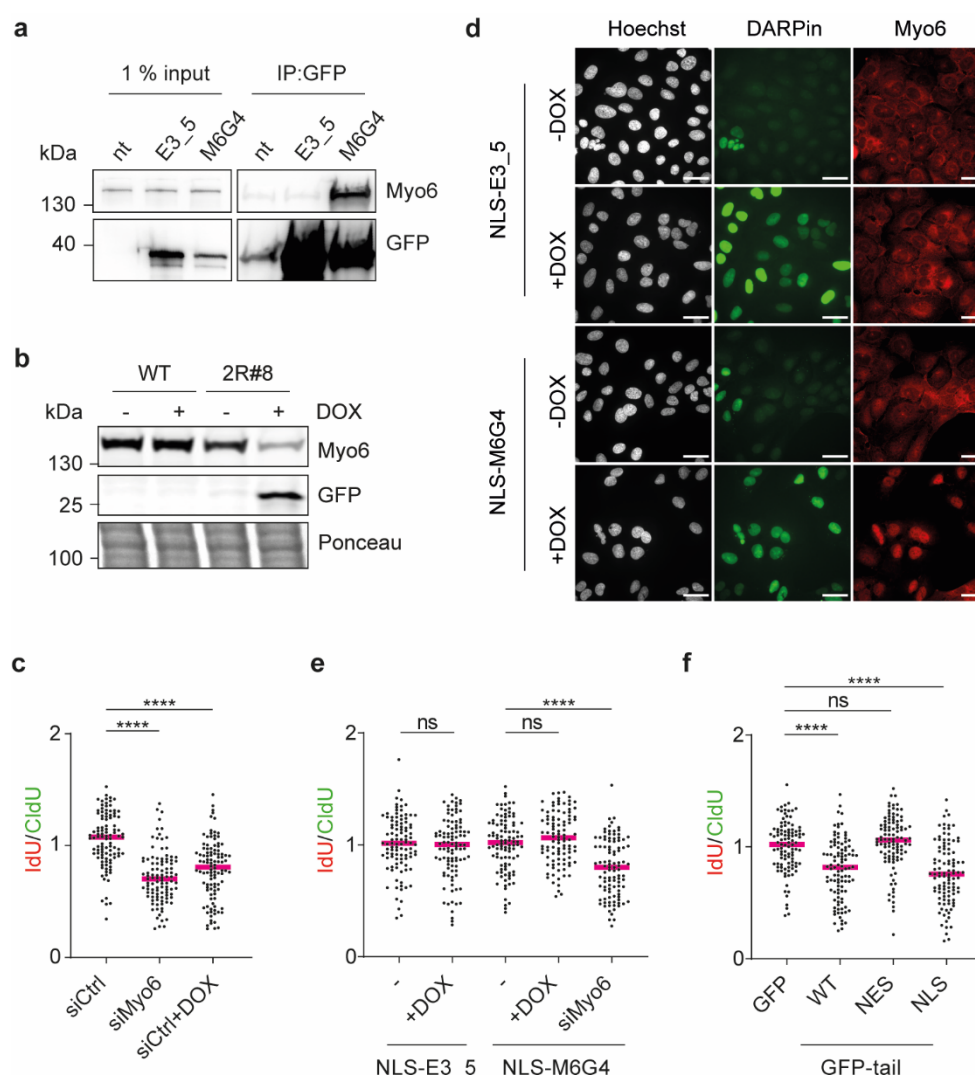 a
1 % input IP:GFP
nt E3_5 M6G4 nt E3_5 M6G4
kDa
130 Myo6
40 GFP
b
WT 2R#8
kDa - + - + DOX
130 Myo6
25 GFP
100 Ponceau
d
Hoechst DARPin Myo6
NLS-E3_5
-DOX
+DOX
NLS-M6G4
-DOX
+DOX
c
****
****
2
1
0
IdU/CldU
siCtrl siMyo6 siCtrl+DOX
e
ns ns ****
2
1
0
IdU/CldU
- +DOX - +DOX siMyo6
NLS-E3_5 NLS-M6G4
f
****
ns
****
2
1
0
IdU/CldU
GFP WT NES NLS
GFP-tail